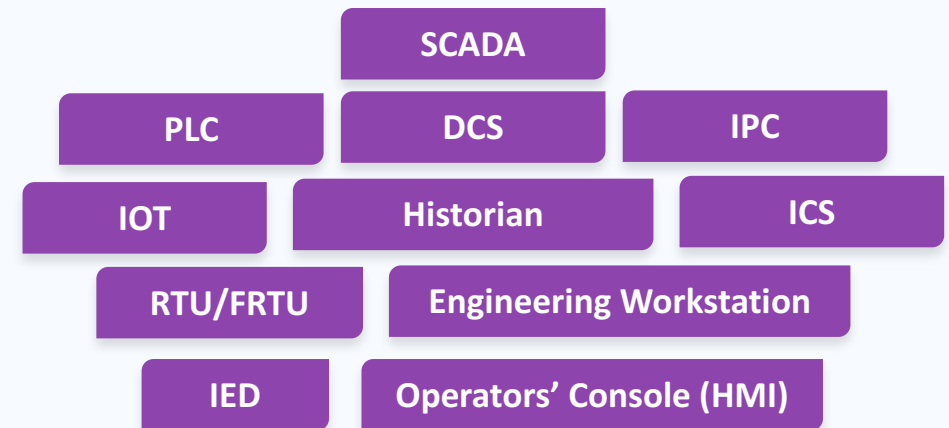 SCADA
PLC DCS IPC
IOT Historian ICS
RTU/FRTU Engineering Workstation
IED Operators’ Console (HMI)